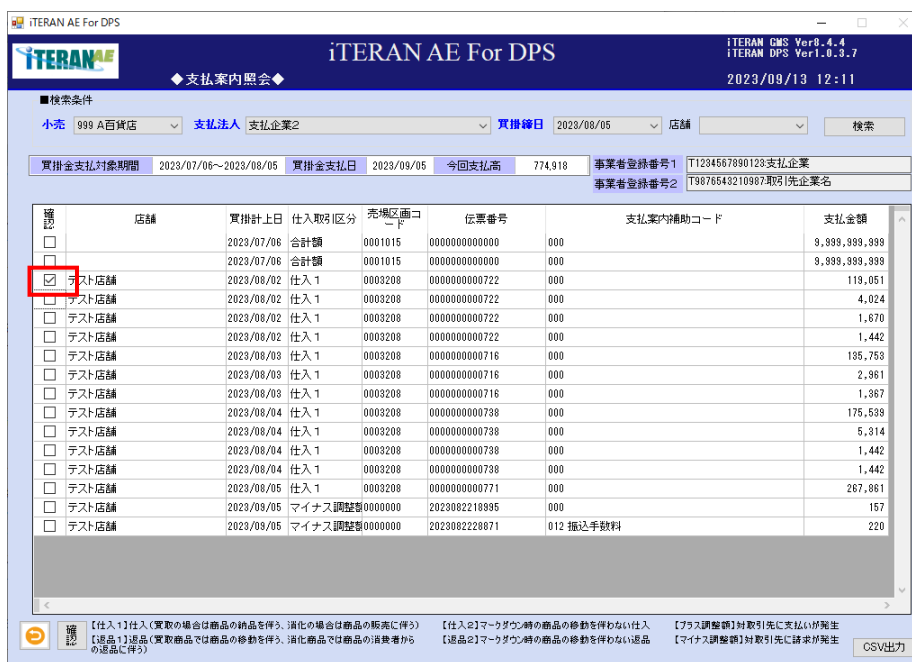 iTERAN AE For DPS
iTERAN AE
iTERAN AE For DPS
iTERAN GMS Ver8.4.4
iTERAN DPS Ver1.0.3.7
◆支払案内照会◆
2023/09/13 12:11
■検索条件
小売 999 A百貨店 支払法人 支払企業2 買掛締日 2023/08/05 店舗 検索
買掛金支払対象期間 2023/07/06～2023/08/05 買掛金支払日 2023/09/05 今回支払高 774,918 事業者登録番号1 T1234567890123:支払企業
事業者登録番号2 T9876543210987:取引先企業名
確認 店舗 買掛計上日 仕入取引区分 売場区画コード 伝票番号 支払案内補助コード 支払金額
2023/07/06 合計額 0001015 0000000000000 000 9,999,999,999
2023/07/06 合計額 0001015 0000000000000 000 9,999,999,999
テスト店舗 2023/08/02 仕入1 0003208 0000000000722 000 119,051
テスト店舗 2023/08/02 仕入1 0003208 0000000000722 000 4,024
テスト店舗 2023/08/02 仕入1 0003208 0000000000722 000 1,670
テスト店舗 2023/08/02 仕入1 0003208 0000000000722 000 1,442
テスト店舗 2023/08/03 仕入1 0003208 0000000000716 000 135,753
テスト店舗 2023/08/03 仕入1 0003208 0000000000716 000 2,961
テスト店舗 2023/08/03 仕入1 0003208 0000000000716 000 1,367
テスト店舗 2023/08/04 仕入1 0003208 0000000000738 000 175,539
テスト店舗 2023/08/04 仕入1 0003208 0000000000738 000 5,314
テスト店舗 2023/08/04 仕入1 0003208 0000000000738 000 1,442
テスト店舗 2023/08/04 仕入1 0003208 0000000000738 000 1,442
テスト店舗 2023/08/05 仕入1 0003208 0000000000771 000 267,861
テスト店舗 2023/09/05 マイナス調整額 0000000 2023082218995 000 157
テスト店舗 2023/09/05 マイナス調整額 0000000 2023082228871 012 振込手数料 220
確認 【仕入1】仕入(買取の場合は商品の納品を伴う、消化の場合は商品の販売に伴う) 【仕入2】マークダウン時の商品の移動を伴わない仕入 【プラス調整額】対取引先に支払いが発生
【返品1】返品(買取商品では商品の移動を伴う、消化商品では商品の消費者から 【返品2】マークダウン時の商品の移動を伴わない返品 【マイナス調整額】対取引先に請求が発生
の返品に伴う)
CSV出力